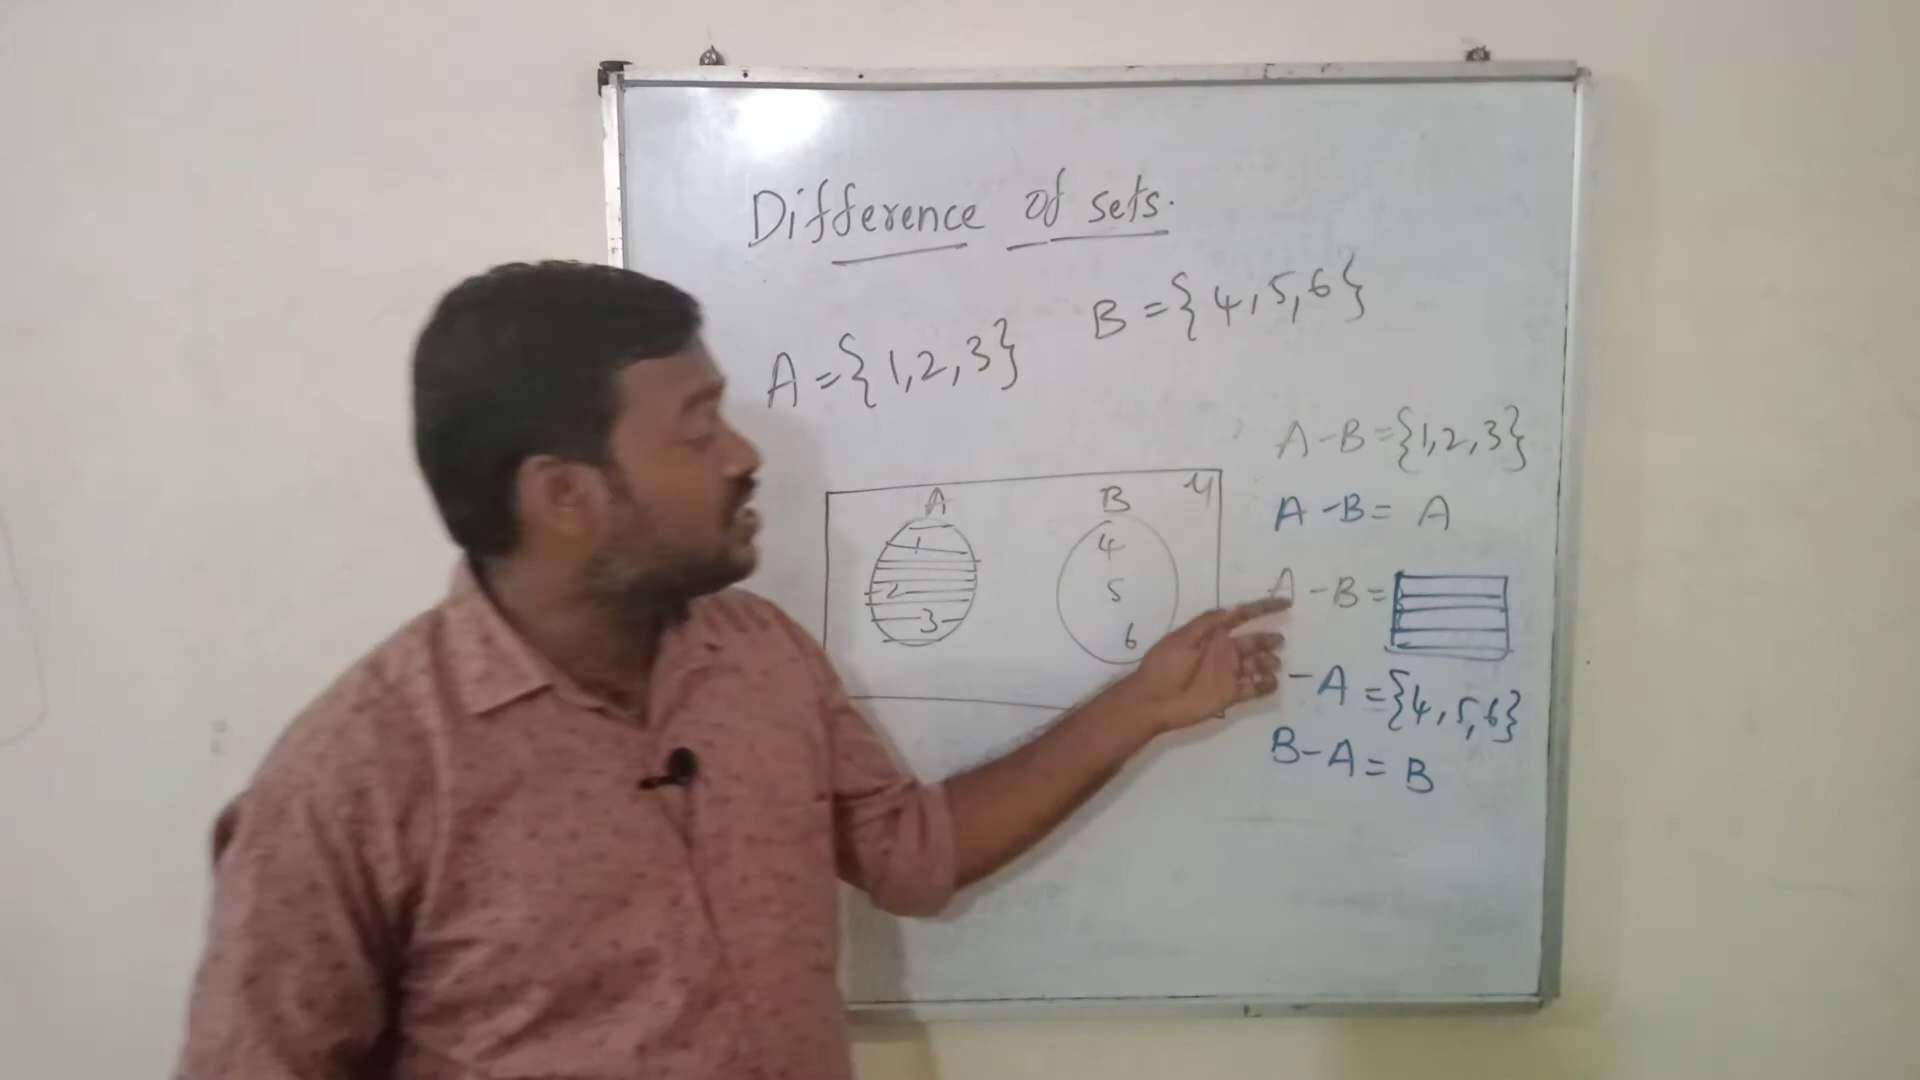 Difference of sets.
A = {1, 2, 3}
B = {4, 5, 6}
A
1
2
3
B
4
5
6
A - B = {1, 2, 3}
A - B = A
A - B =
- A = {4, 5, 6}
B - A = B